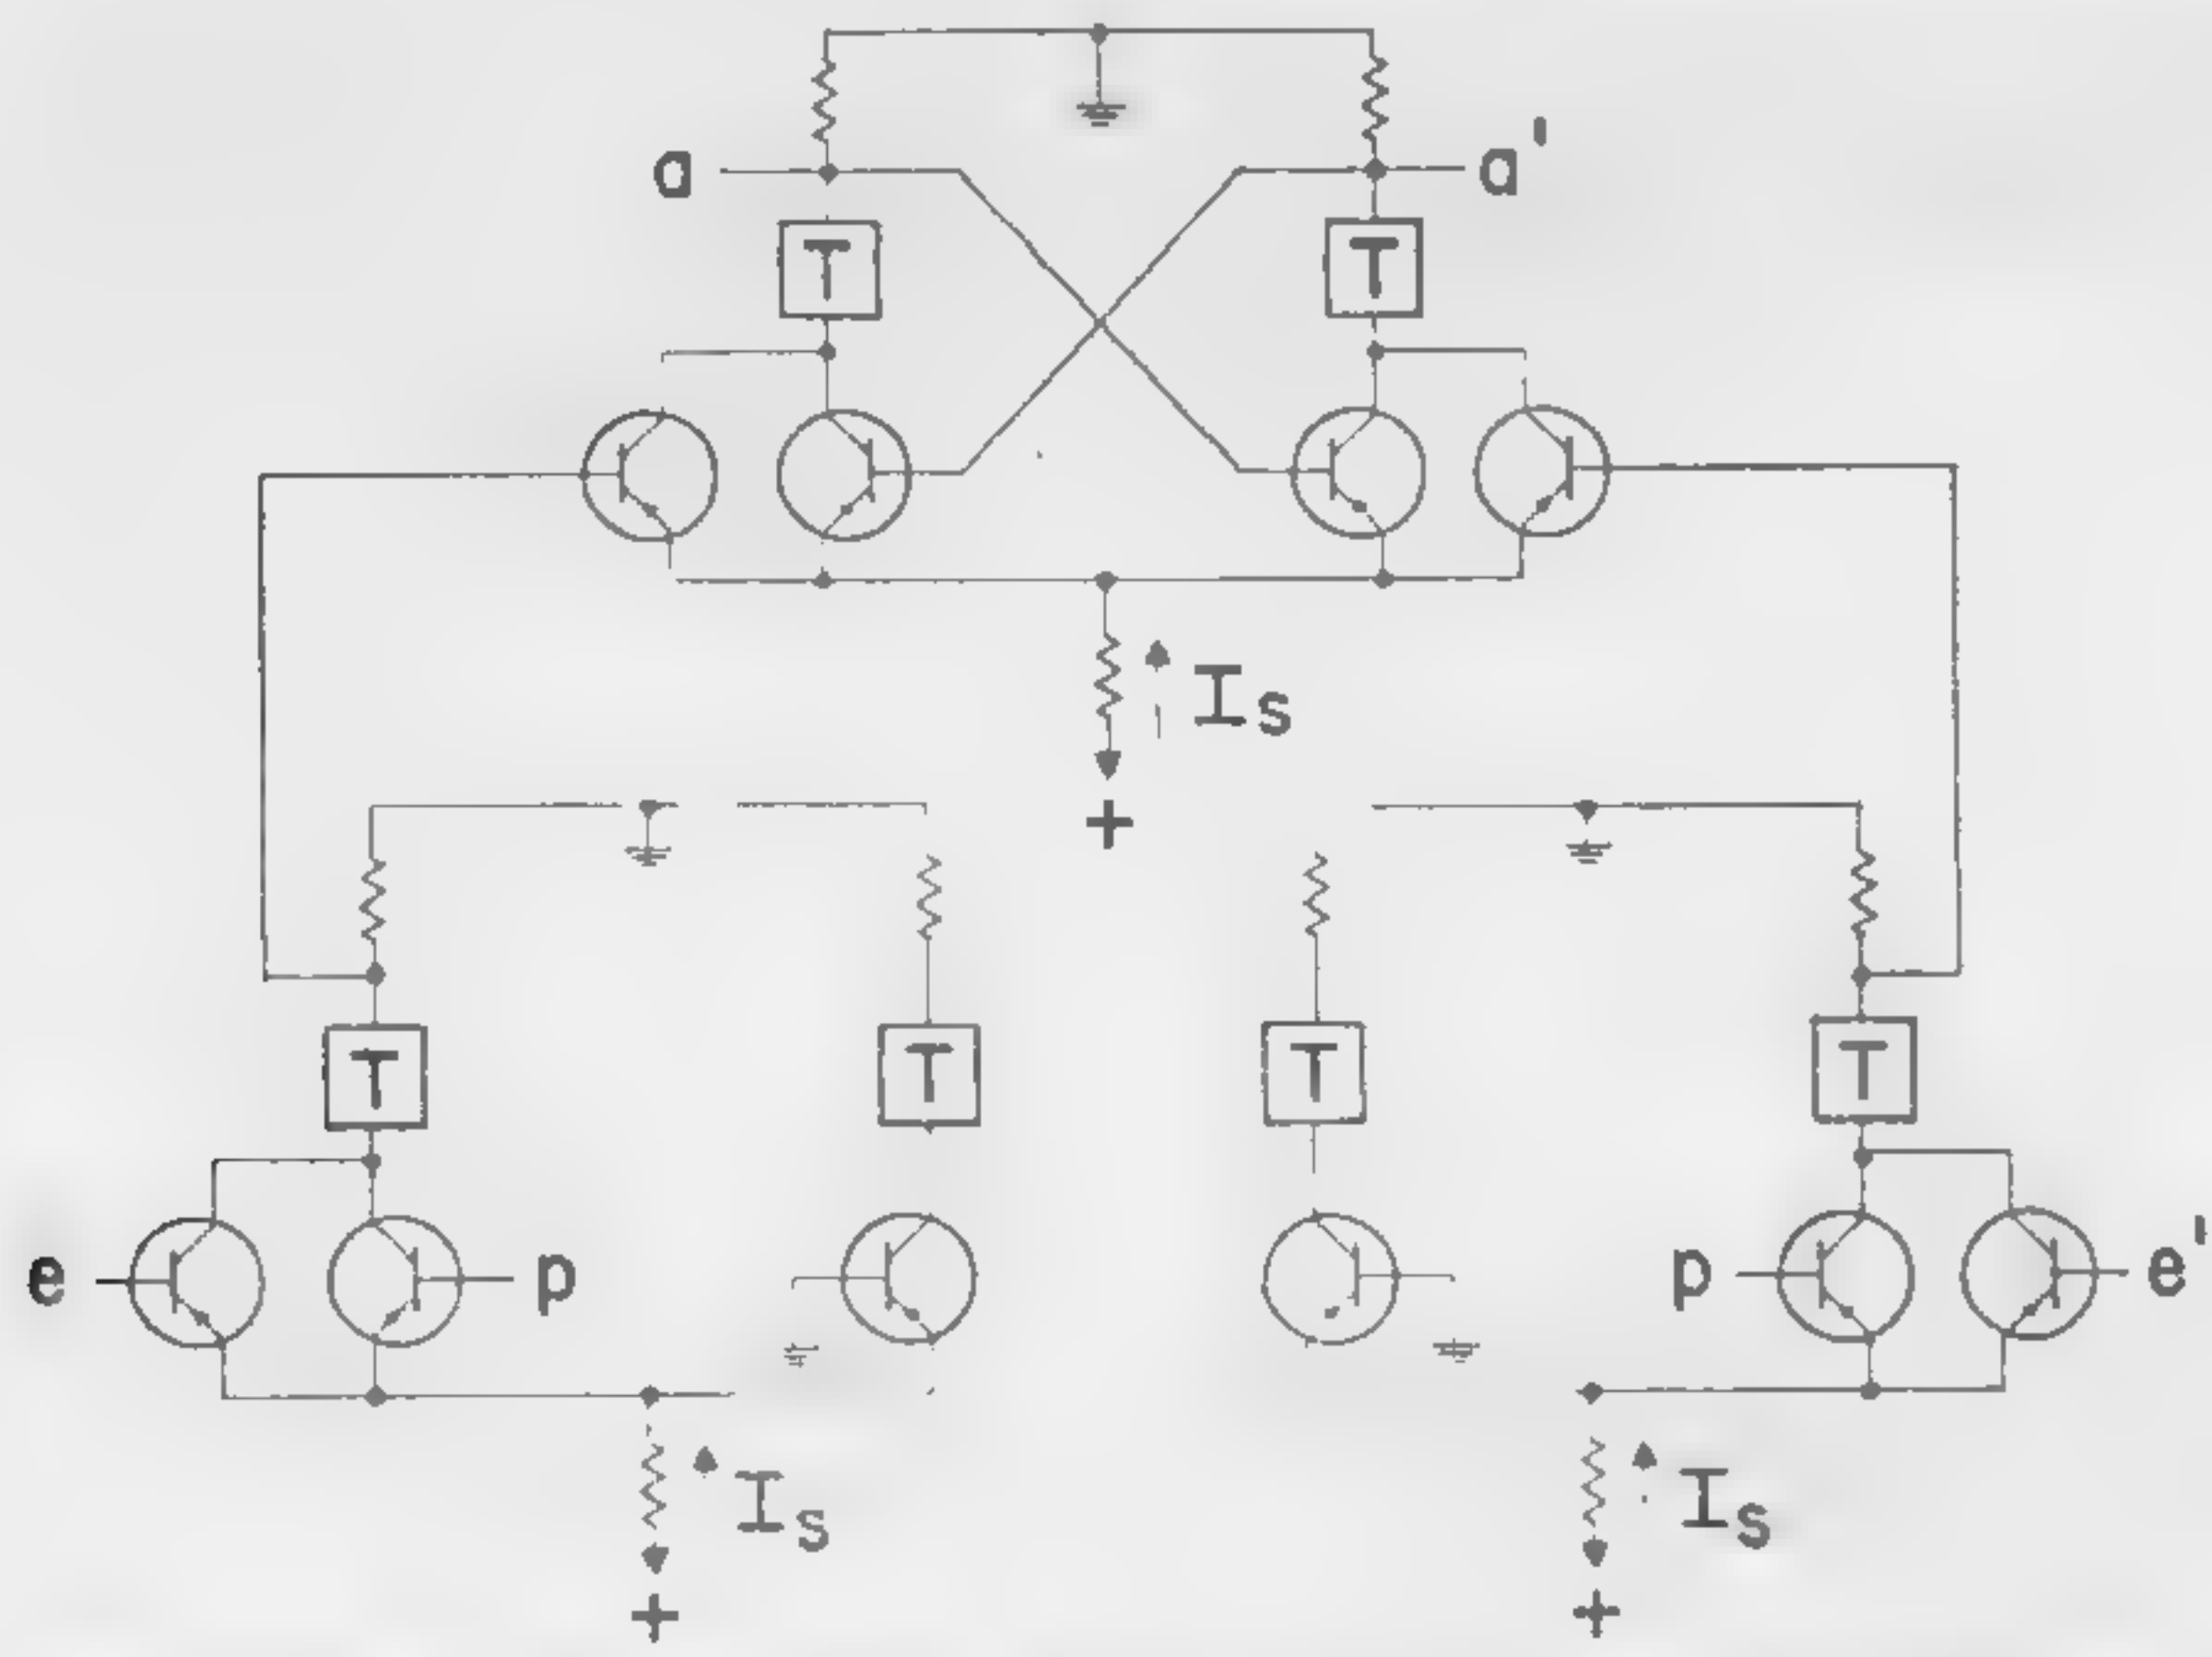 a a'
T T
Is
+
T T T T
e p p e'
Is Is
+ +